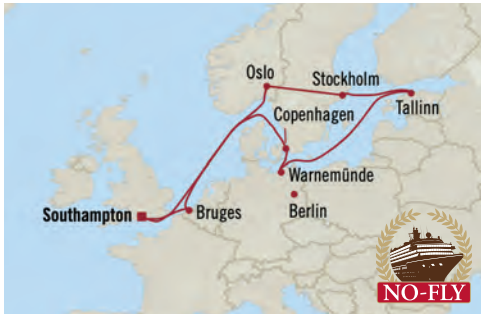 Oslo
Stockholm
Copenhagen
Tallinn
Warnemünde
Southampton
Bruges
Berlin
NO-FLY